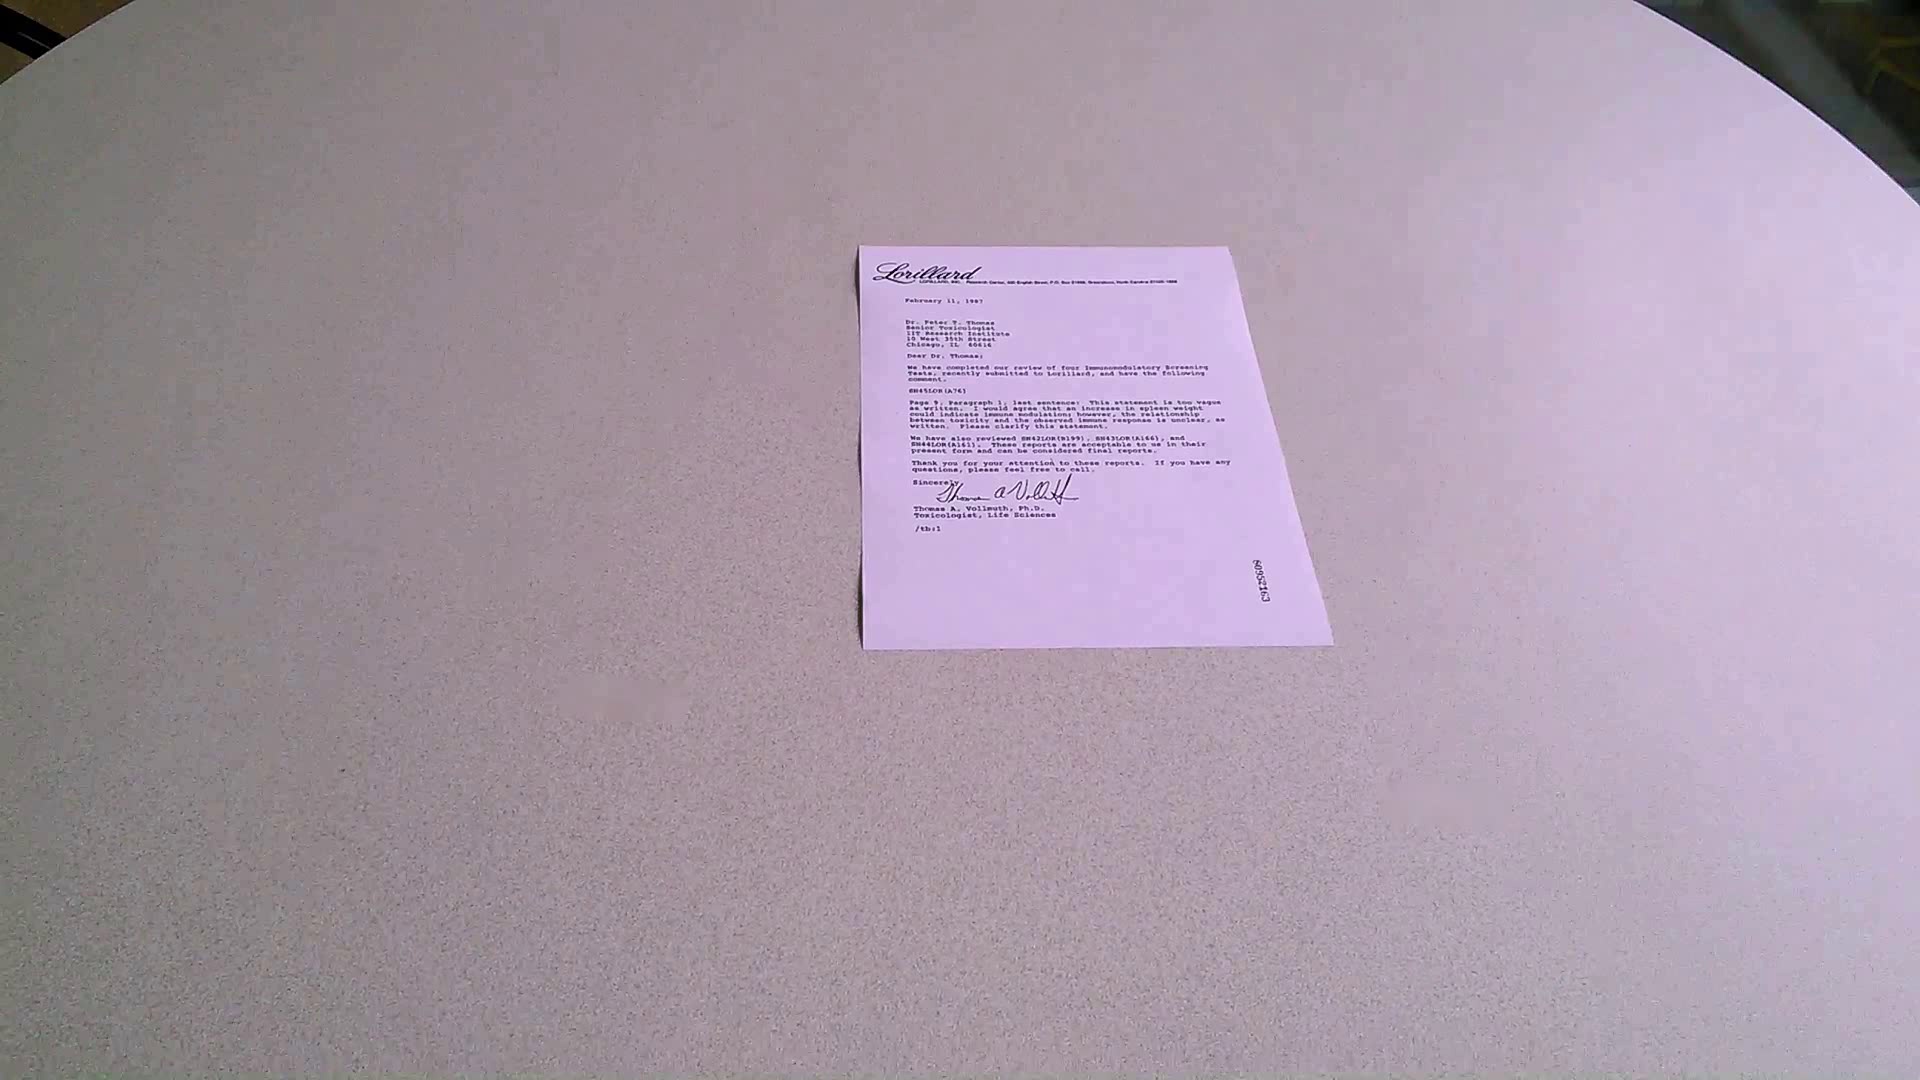 Lorillard
LORILLARD, INC. Research Center, 420 English Street, P.O. Box 21688, Greensboro, North Carolina 27420-1688
February 11, 1987
Dr. Peter T. Thomas
Senior Toxicologist
IIT Research Institute
10 West 35th Street
Chicago, IL 60616
Dear Dr. Thomas:
We have completed our review of four Immunomodulatory Screening
Tests, recently submitted to Lorillard, and have the following
comment.
SH45LOR(A76)
Page 9, Paragraph 1, last sentence: This statement is too vague
as written. I would agree that an increase in spleen weight
could indicate immune modulation; however, the relationship
between toxicity and the observed immune response is unclear, as
written. Please clarify this statement.
We have also reviewed SH42LOR(B199), SH43LOR(A166), and
SH44LOR(A161). These reports are acceptable to us in their
present form and can be considered final reports.
Thank you for your attention to these reports. If you have any
questions, please feel free to call.
Sincerely,
Thomas A Vollmuth
Thomas A. Vollmuth, Ph.D.
Toxicologist, Life Sciences
/tb:1
80952163